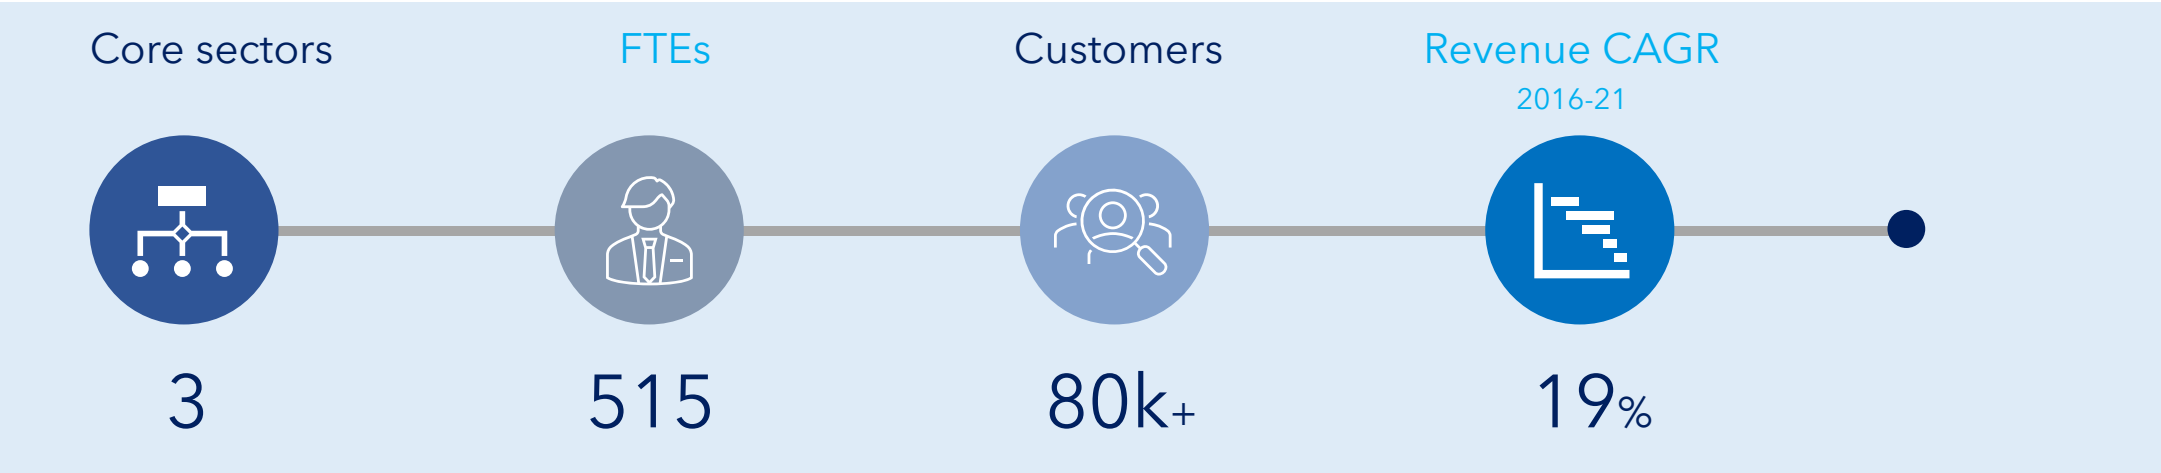 Core sectors
FTEs
Customers
Revenue CAGR
2016-21
3
515
80k+
19%